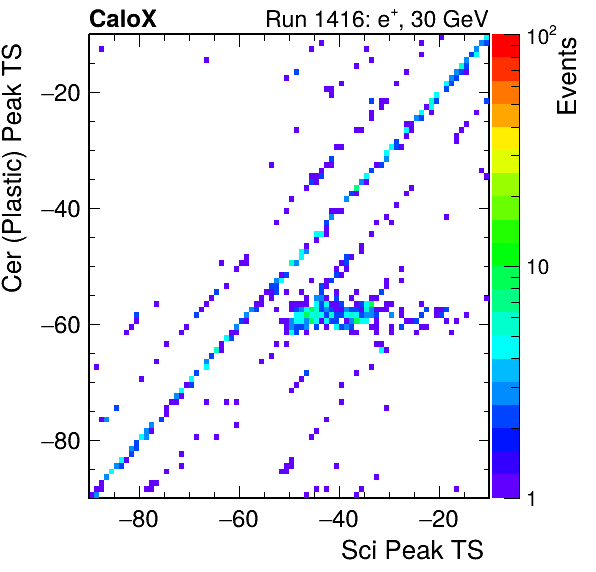 CaloX
Run 1416: e+, 30 GeV
Cer (Plastic) Peak TS
−20
−40
−60
−80
−80
−60
−40
−20
Sci Peak TS
10²
10
1
Events